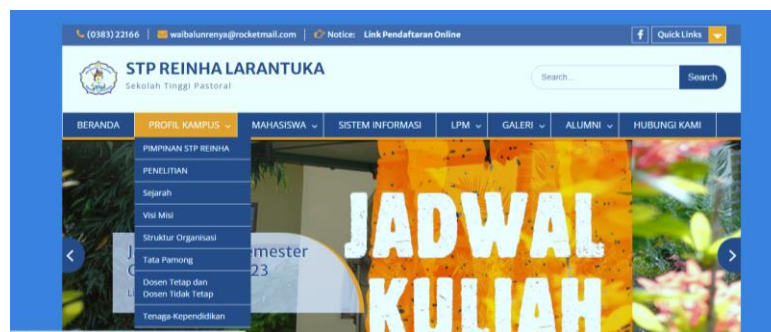 (0383) 22166
waibalunrenya@rocketmail.com
Notice: Link Pendaftaran Online
Quick Links
STP REINHA LARANTUKA
Sekolah Tinggi Pastoral
Search...
Search
BERANDA
PROFIL KAMPUS
MAHASISWA
SISTEM INFORMASI
LPM
GALERI
ALUMNI
HUBUNGI KAMI
PIMPINAN STP REINHA
PENELITIAN
Sejarah
Visi Misi
Struktur Organisasi
Tata Pamong
Dosen Tetap dan
Dosen Tidak Tetap
Tenaga Kependidikan
JADWAL
KULIAH